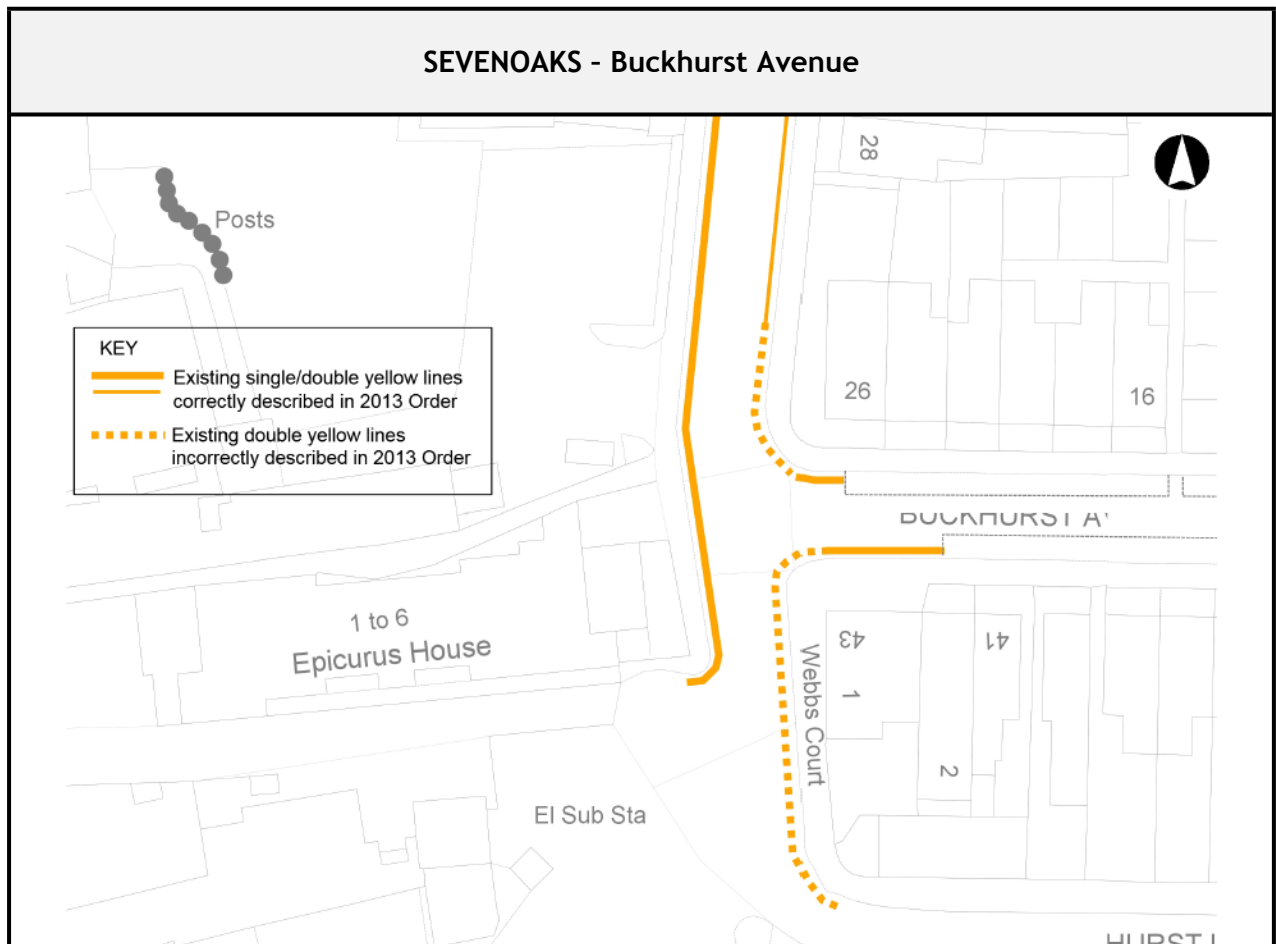 SEVENOAKS - Buckhurst Avenue
28
Posts
KEY
Existing single/double yellow lines
correctly described in 2013 Order
Existing double yellow lines
incorrectly described in 2013 Order
26
16
BUCKHURST A
1 to 6
Epicurus House
43
41
1
Webbs Court
2
El Sub Sta
HURST